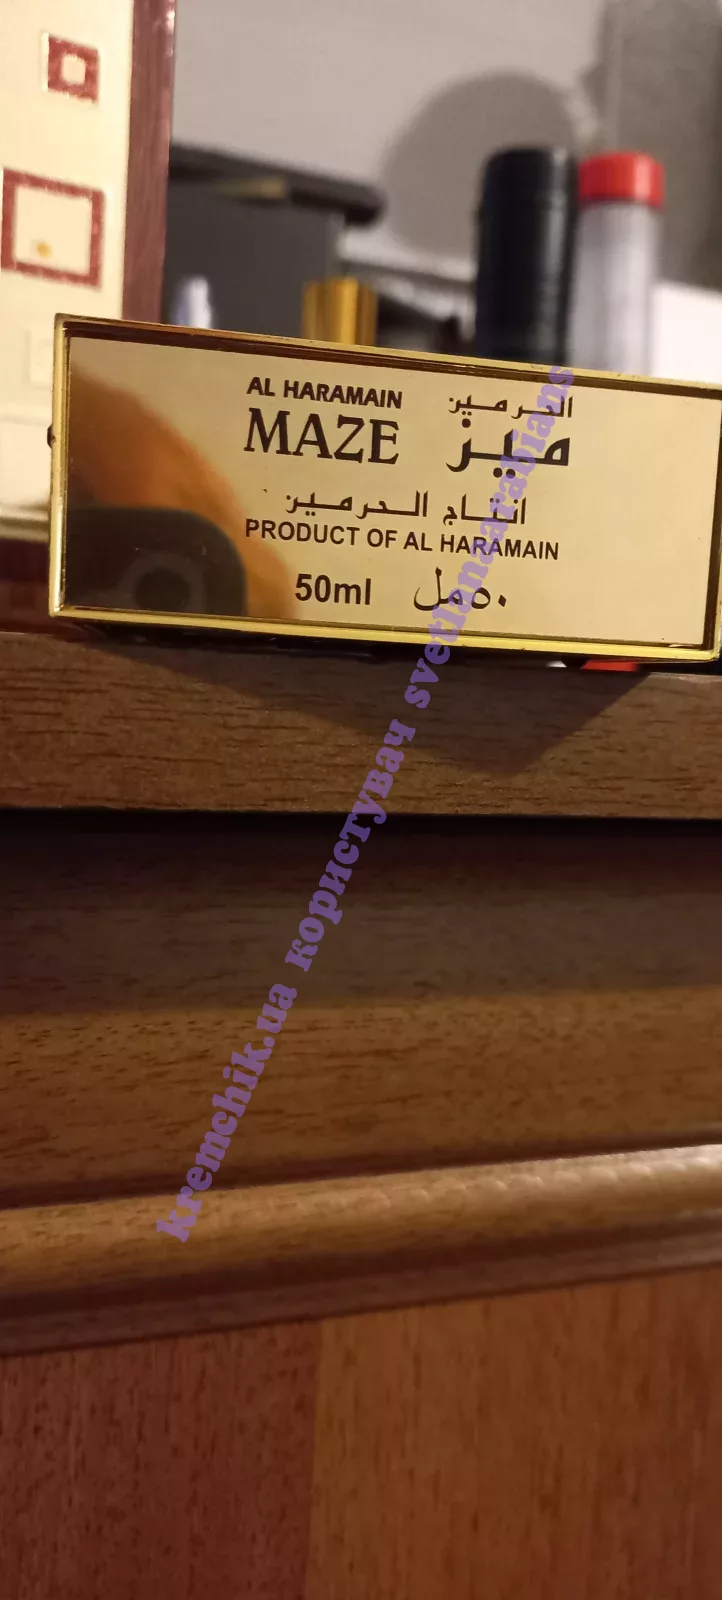 AL HARAMAIN الحرمين
MAZE ميز
انتاج الحرمين
PRODUCT OF AL HARAMAIN
50ml ٥٠مل
kremchik.ua користувач svetlanaarabians